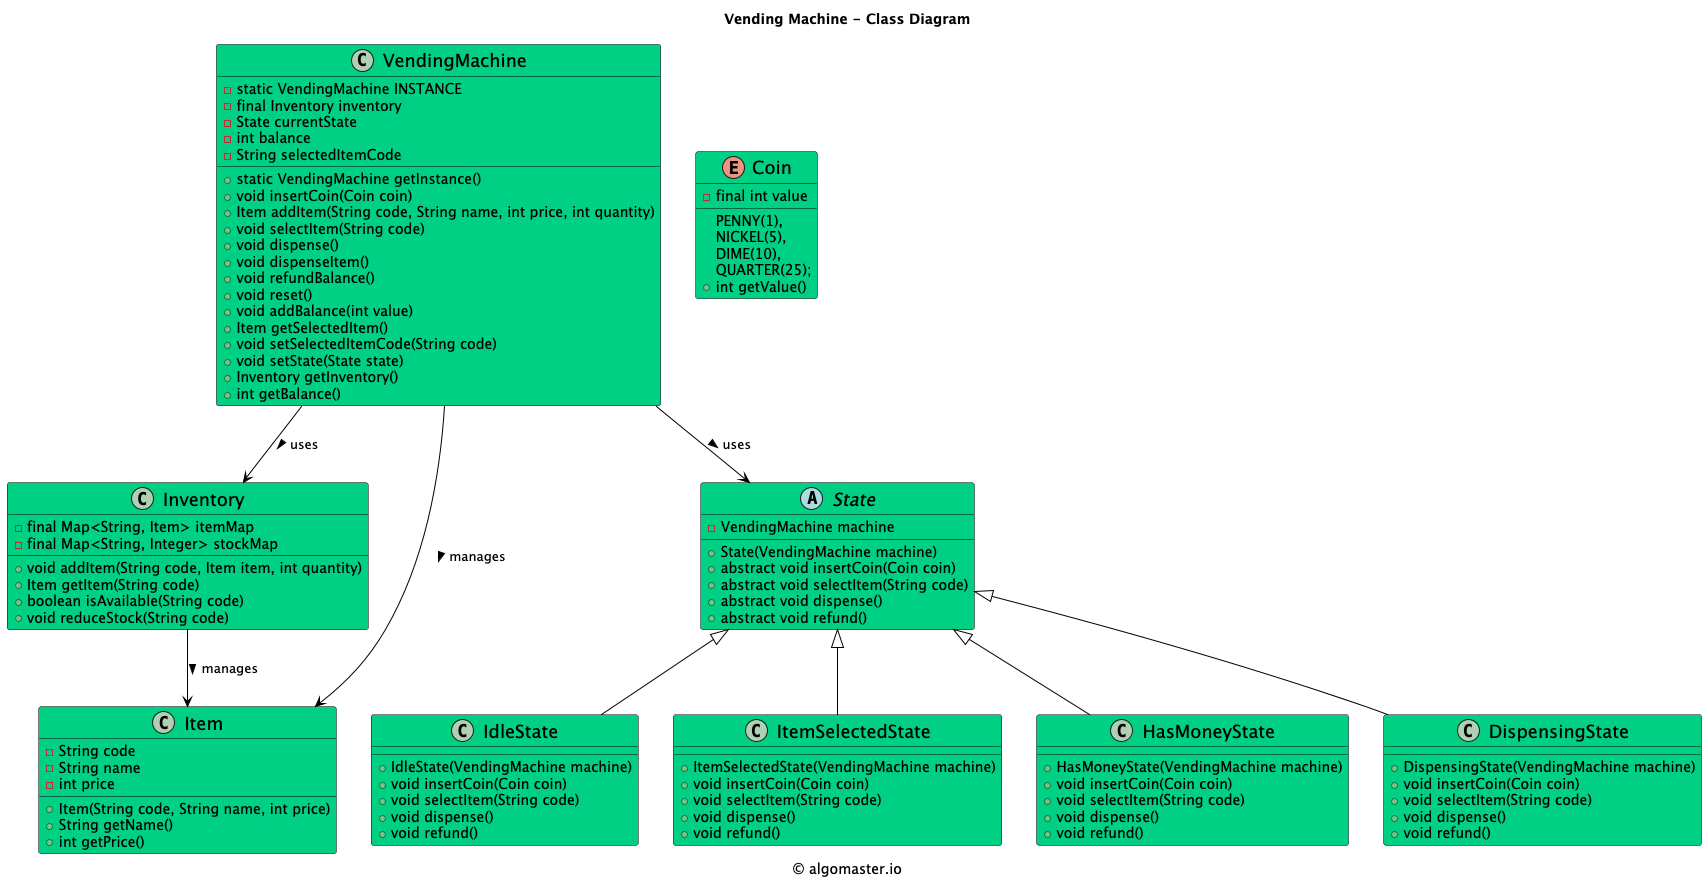 Vending Machine – Class Diagram
C VendingMachine
static VendingMachine INSTANCE
final Inventory inventory
State currentState
int balance
String selectedItemCode
static VendingMachine getInstance()
void insertCoin(Coin coin)
Item addItem(String code, String name, int price, int quantity)
void selectItem(String code)
void dispense()
void dispenseItem()
void refundBalance()
void reset()
void addBalance(int value)
Item getSelectedItem()
void setSelectedItemCode(String code)
void setState(State state)
Inventory getInventory()
int getBalance()
E Coin
final int value
PENNY(1),
NICKEL(5),
DIME(10),
QUARTER(25);
int getValue()
uses
uses
manages
C Inventory
final Map<String, Item> itemMap
final Map<String, Integer> stockMap
void addItem(String code, Item item, int quantity)
Item getItem(String code)
boolean isAvailable(String code)
void reduceStock(String code)
A State
VendingMachine machine
State(VendingMachine machine)
abstract void insertCoin(Coin coin)
abstract void selectItem(String code)
abstract void dispense()
abstract void refund()
manages
C Item
String code
String name
int price
Item(String code, String name, int price)
String getName()
int getPrice()
C IdleState
IdleState(VendingMachine machine)
void insertCoin(Coin coin)
void selectItem(String code)
void dispense()
void refund()
C ItemSelectedState
ItemSelectedState(VendingMachine machine)
void insertCoin(Coin coin)
void selectItem(String code)
void dispense()
void refund()
C HasMoneyState
HasMoneyState(VendingMachine machine)
void insertCoin(Coin coin)
void selectItem(String code)
void dispense()
void refund()
C DispensingState
DispensingState(VendingMachine machine)
void insertCoin(Coin coin)
void selectItem(String code)
void dispense()
void refund()
© algomaster.io